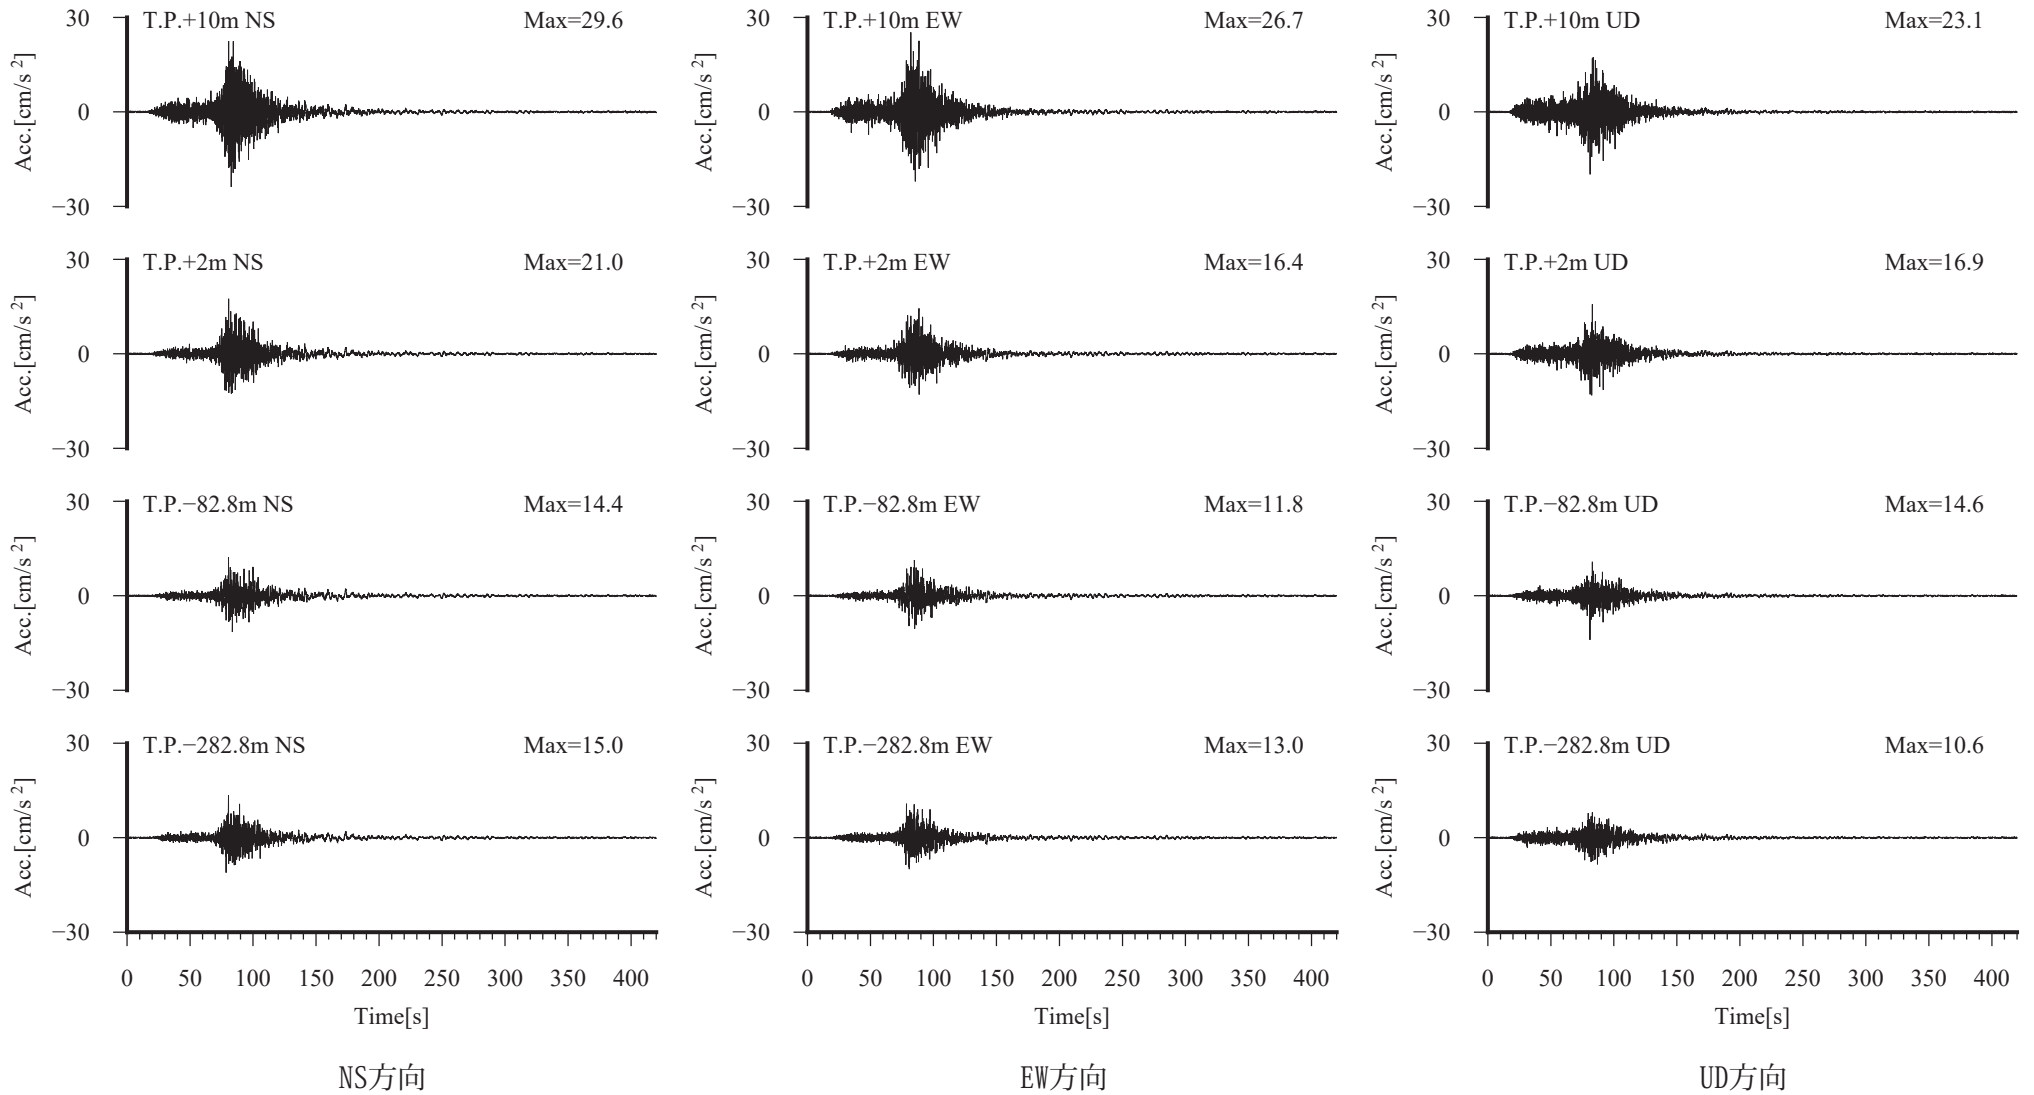 T.P.+10m NS Max=29.6
30
0
−30
Acc.[cm/s ²]
T.P.+10m EW Max=26.7
30
0
−30
Acc.[cm/s ²]
T.P.+10m UD Max=23.1
30
0
−30
Acc.[cm/s ²]
T.P.+2m NS Max=21.0
30
0
−30
Acc.[cm/s ²]
T.P.+2m EW Max=16.4
30
0
−30
Acc.[cm/s ²]
T.P.+2m UD Max=16.9
30
0
−30
Acc.[cm/s ²]
T.P.−82.8m NS Max=14.4
30
0
−30
Acc.[cm/s ²]
T.P.−82.8m EW Max=11.8
30
0
−30
Acc.[cm/s ²]
T.P.−82.8m UD Max=14.6
30
0
−30
Acc.[cm/s ²]
T.P.−282.8m NS Max=15.0
30
0
−30
Acc.[cm/s ²]
0 50 100 150 200 250 300 350 400
Time[s]
NS方向
T.P.−282.8m EW Max=13.0
30
0
−30
Acc.[cm/s ²]
0 50 100 150 200 250 300 350 400
Time[s]
EW方向
T.P.−282.8m UD Max=10.6
30
0
−30
Acc.[cm/s ²]
0 50 100 150 200 250 300 350 400
Time[s]
UD方向